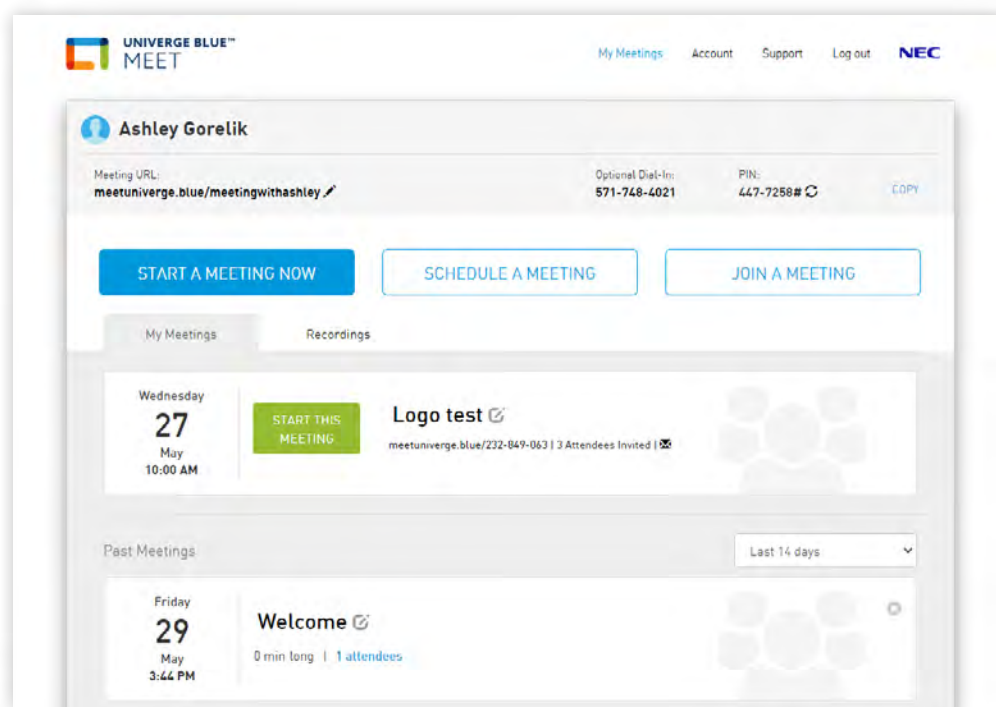 UNIVERGE BLUE™
MEET
My Meetings Account Support Log out NEC
Ashley Gorelik
Meeting URL: Optional Dial-In: PIN:
meetuniverge.blue/meetingwithashley 571-748-4021 447-7258# COPY
START A MEETING NOW SCHEDULE A MEETING JOIN A MEETING
My Meetings Recordings
Wednesday
27
May
10:00 AM
START THIS
MEETING
Logo test
meetuniverge.blue/232-849-063 | 3 Attendees Invited |
Past Meetings Last 14 days
Friday
29
May
3:44 PM
Welcome
0 min long | 1 attendees